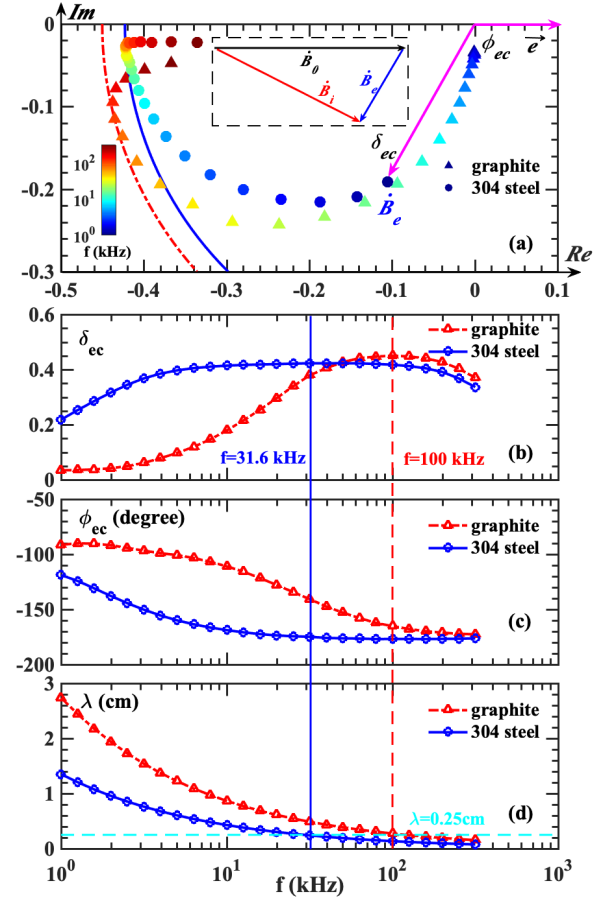 Im
0
-0.1
-0.2
-0.3
-0.5 -0.4 -0.3 -0.2 -0.1 0 0.1
Re
Ḃ₀
Ḃᵢ
Ḃₑ
ϕec
e
δec
Ḃₑ
10²
10¹
10⁰
f (kHz)
graphite
304 steel
(a)
0.6
0.4
0.2
0
δec
graphite
304 steel
f=31.6 kHz
f=100 kHz
(b)
-50
-100
-150
-200
ϕec (degree)
graphite
304 steel
(c)
3
2
1
0
λ (cm)
graphite
304 steel
λ=0.25cm
(d)
10⁰ 10¹ 10² 10³
f (kHz)